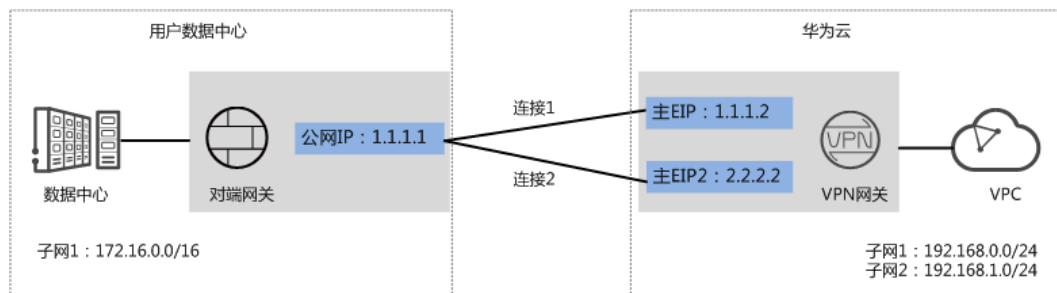 用户数据中心
华为云
连接1
主EIP：1.1.1.2
公网IP：1.1.1.1
VPN
连接2
主EIP2：2.2.2.2
数据中心
对端网关
VPN网关
VPC
子网1：172.16.0.0/16
子网1：192.168.0.0/24
子网2：192.168.1.0/24